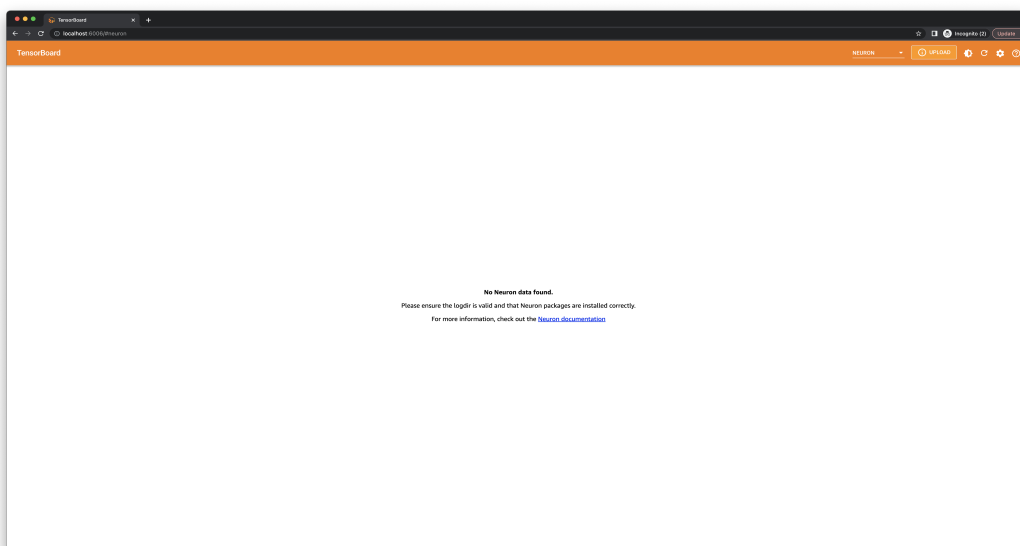 TensorBoard
localhost:6006/#neuron
Incognito (2)
Update
TensorBoard
NEURON
UPLOAD
No Neuron data found.
Please ensure the logdir is valid and that Neuron packages are installed correctly.
For more information, check out the Neuron documentation